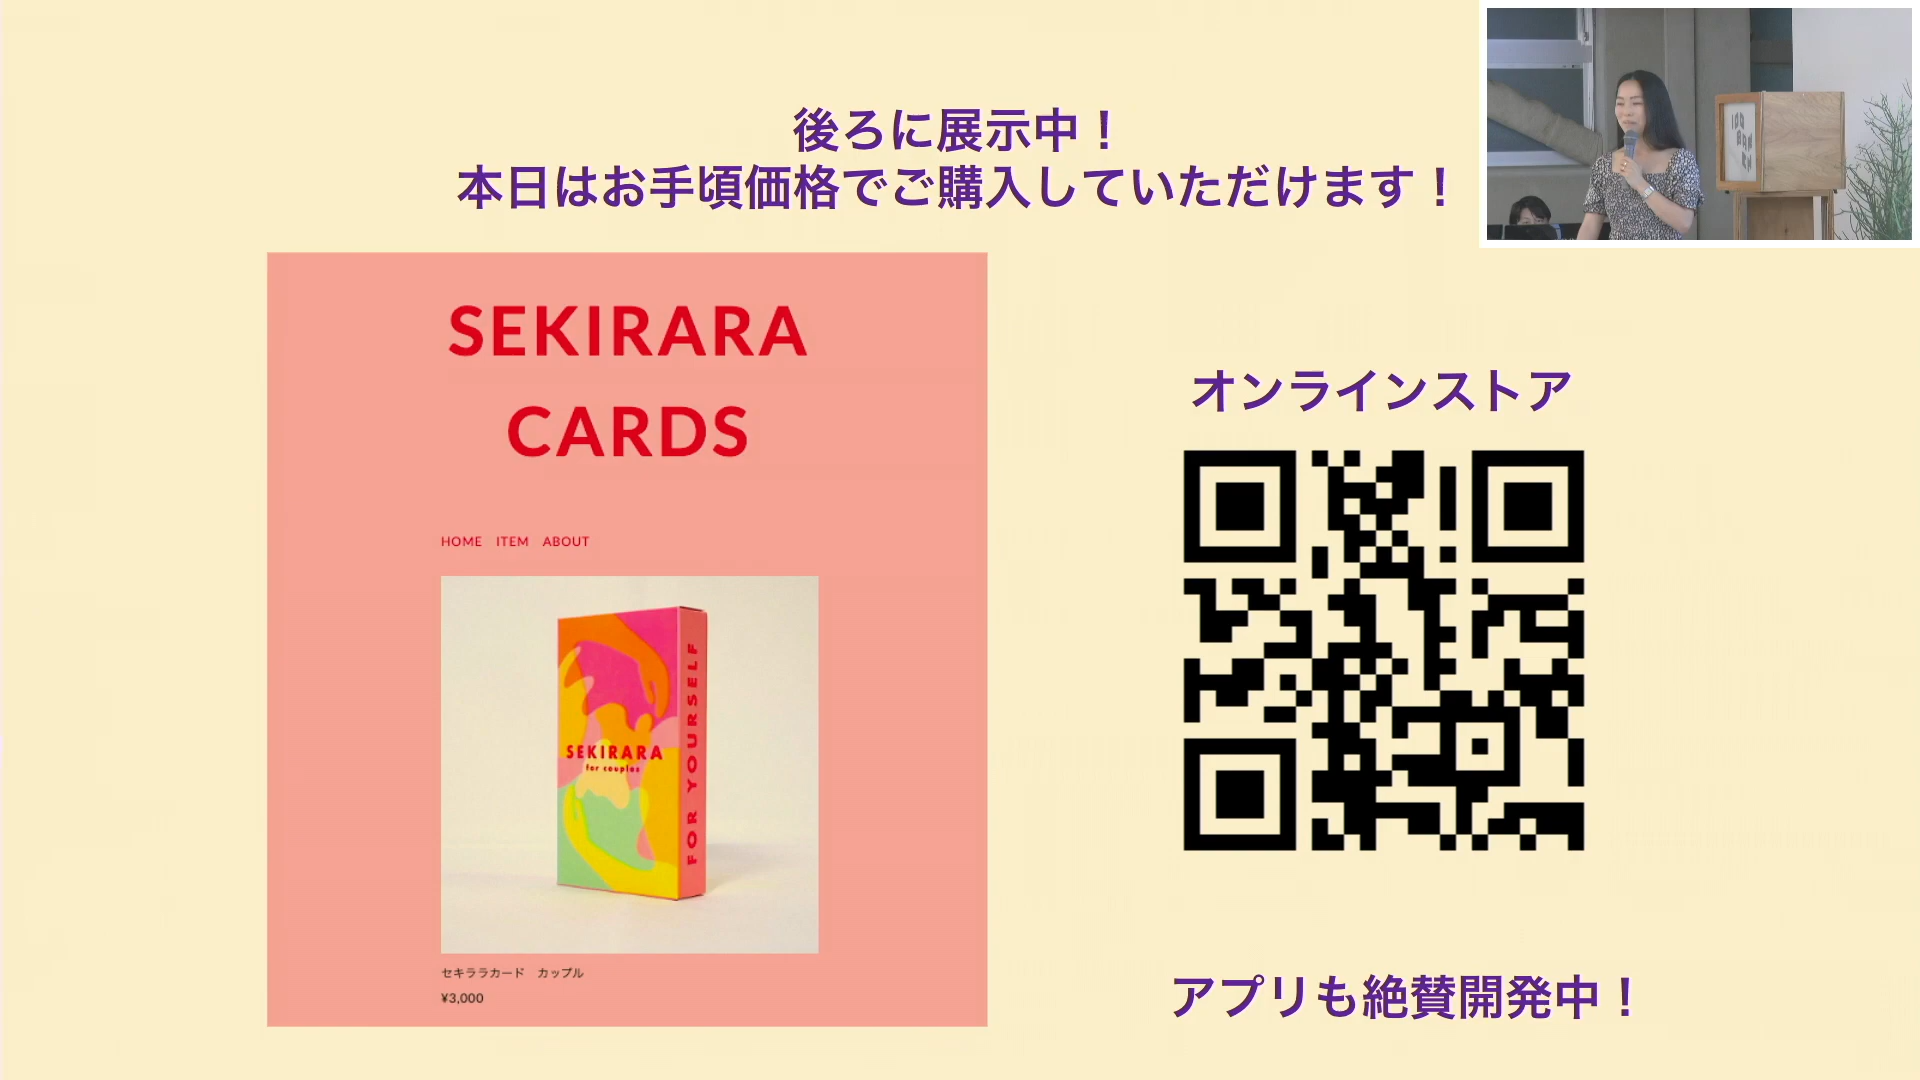 後ろに展示中！
本日はお手頃価格でご購入していただけます！
SEKIRARA
CARDS
HOME ITEM ABOUT
SEKIRARA
for couples
FOR YOURSELF
セキララカード　カップル
¥3,000
オンラインストア
アプリも絶賛開発中！